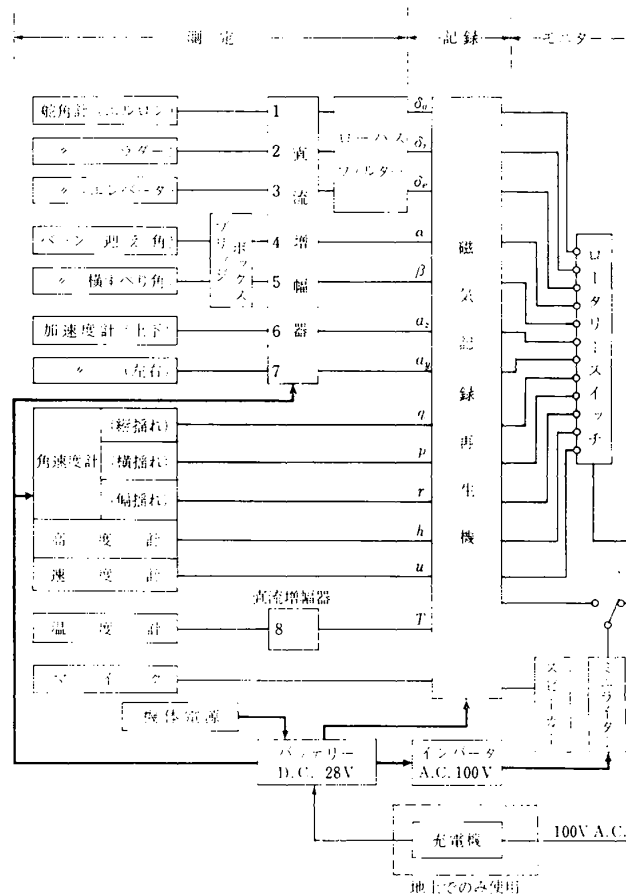 測定 記録 モニター
舵角計(エルロン) 1 δa
〃 ラダー 2 δr
〃 エレベータ 3 δe
直流増幅器
ローパス
フィルター
ベーン 迎え角 4 α
〃 横すべり角 5 β
ブリッジ
ボックス
加速度計(上下) 6 az
〃 (左右) 7 ay
磁気記録再生機
ロータリースイッチ
角速度計
(縦揺れ) q
(横揺れ) p
(偏揺れ) r
高度計 h
速度計 u
直流増幅器
温度計 8 T
マイク
スピーカ
機体電源
バッテリー
D.C. 28V
インバータ
A.C. 100V
充電機
100V A.C.
地上でのみ使用